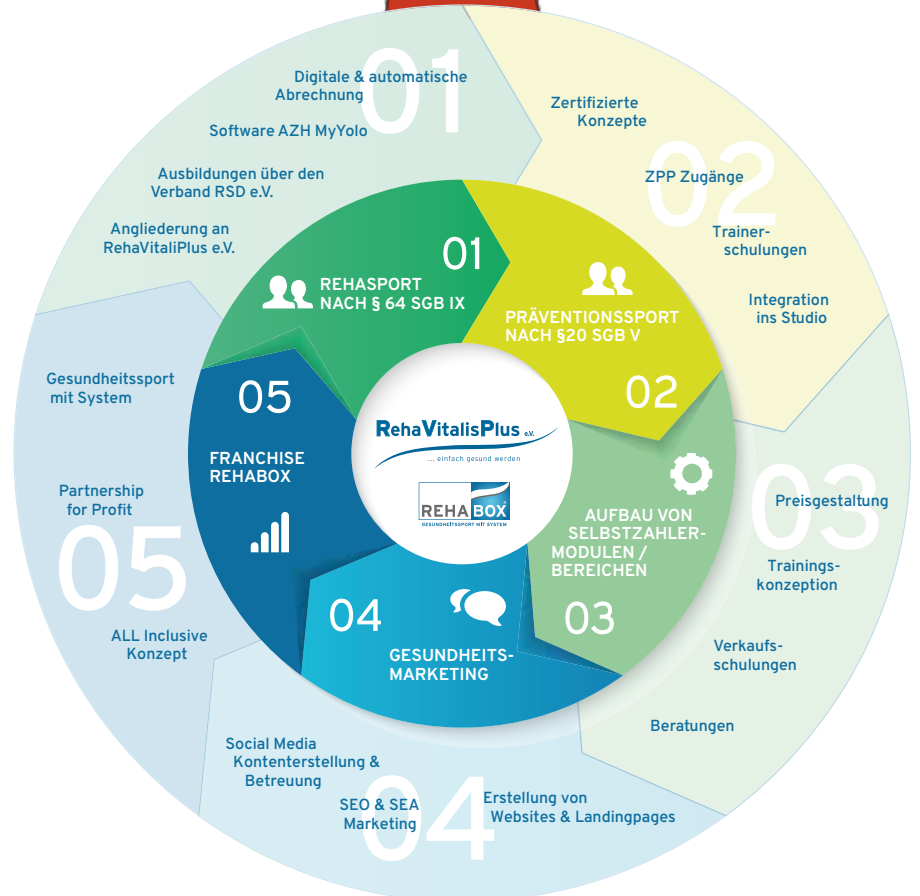 01
Digitale & automatische
Abrechnung
Software AZH MyYolo
Ausbildungen über den
Verband RSD e.V.
Angliederung an
RehaVitaliPlus e.V.
02
Zertifizierte
Konzepte
ZPP Zugänge
Trainer-
schulungen
Integration
ins Studio
03
Preisgestaltung
Trainings-
konzeption
Verkaufs-
schulungen
Beratungen
04
Social Media
Kontenterstellung &
Betreuung
SEO & SEA
Marketing
Erstellung von
Websites & Landingpages
05
Gesundheitssport
mit System
Partnership
for Profit
ALL Inclusive
Konzept
01
REHASPORT
NACH § 64 SGB IX
PRÄVENTIONSSPORT
NACH §20 SGB V
02
AUFBAU VON
SELBSTZAHLER-
MODULEN /
BEREICHEN
03
04
GESUNDHEITS-
MARKETING
05
FRANCHISE
REHABOX
RehaVitalisPlus e.V.
... einfach gesund werden
REHABOX
GESUNDHEITSSPORT MIT SYSTEM